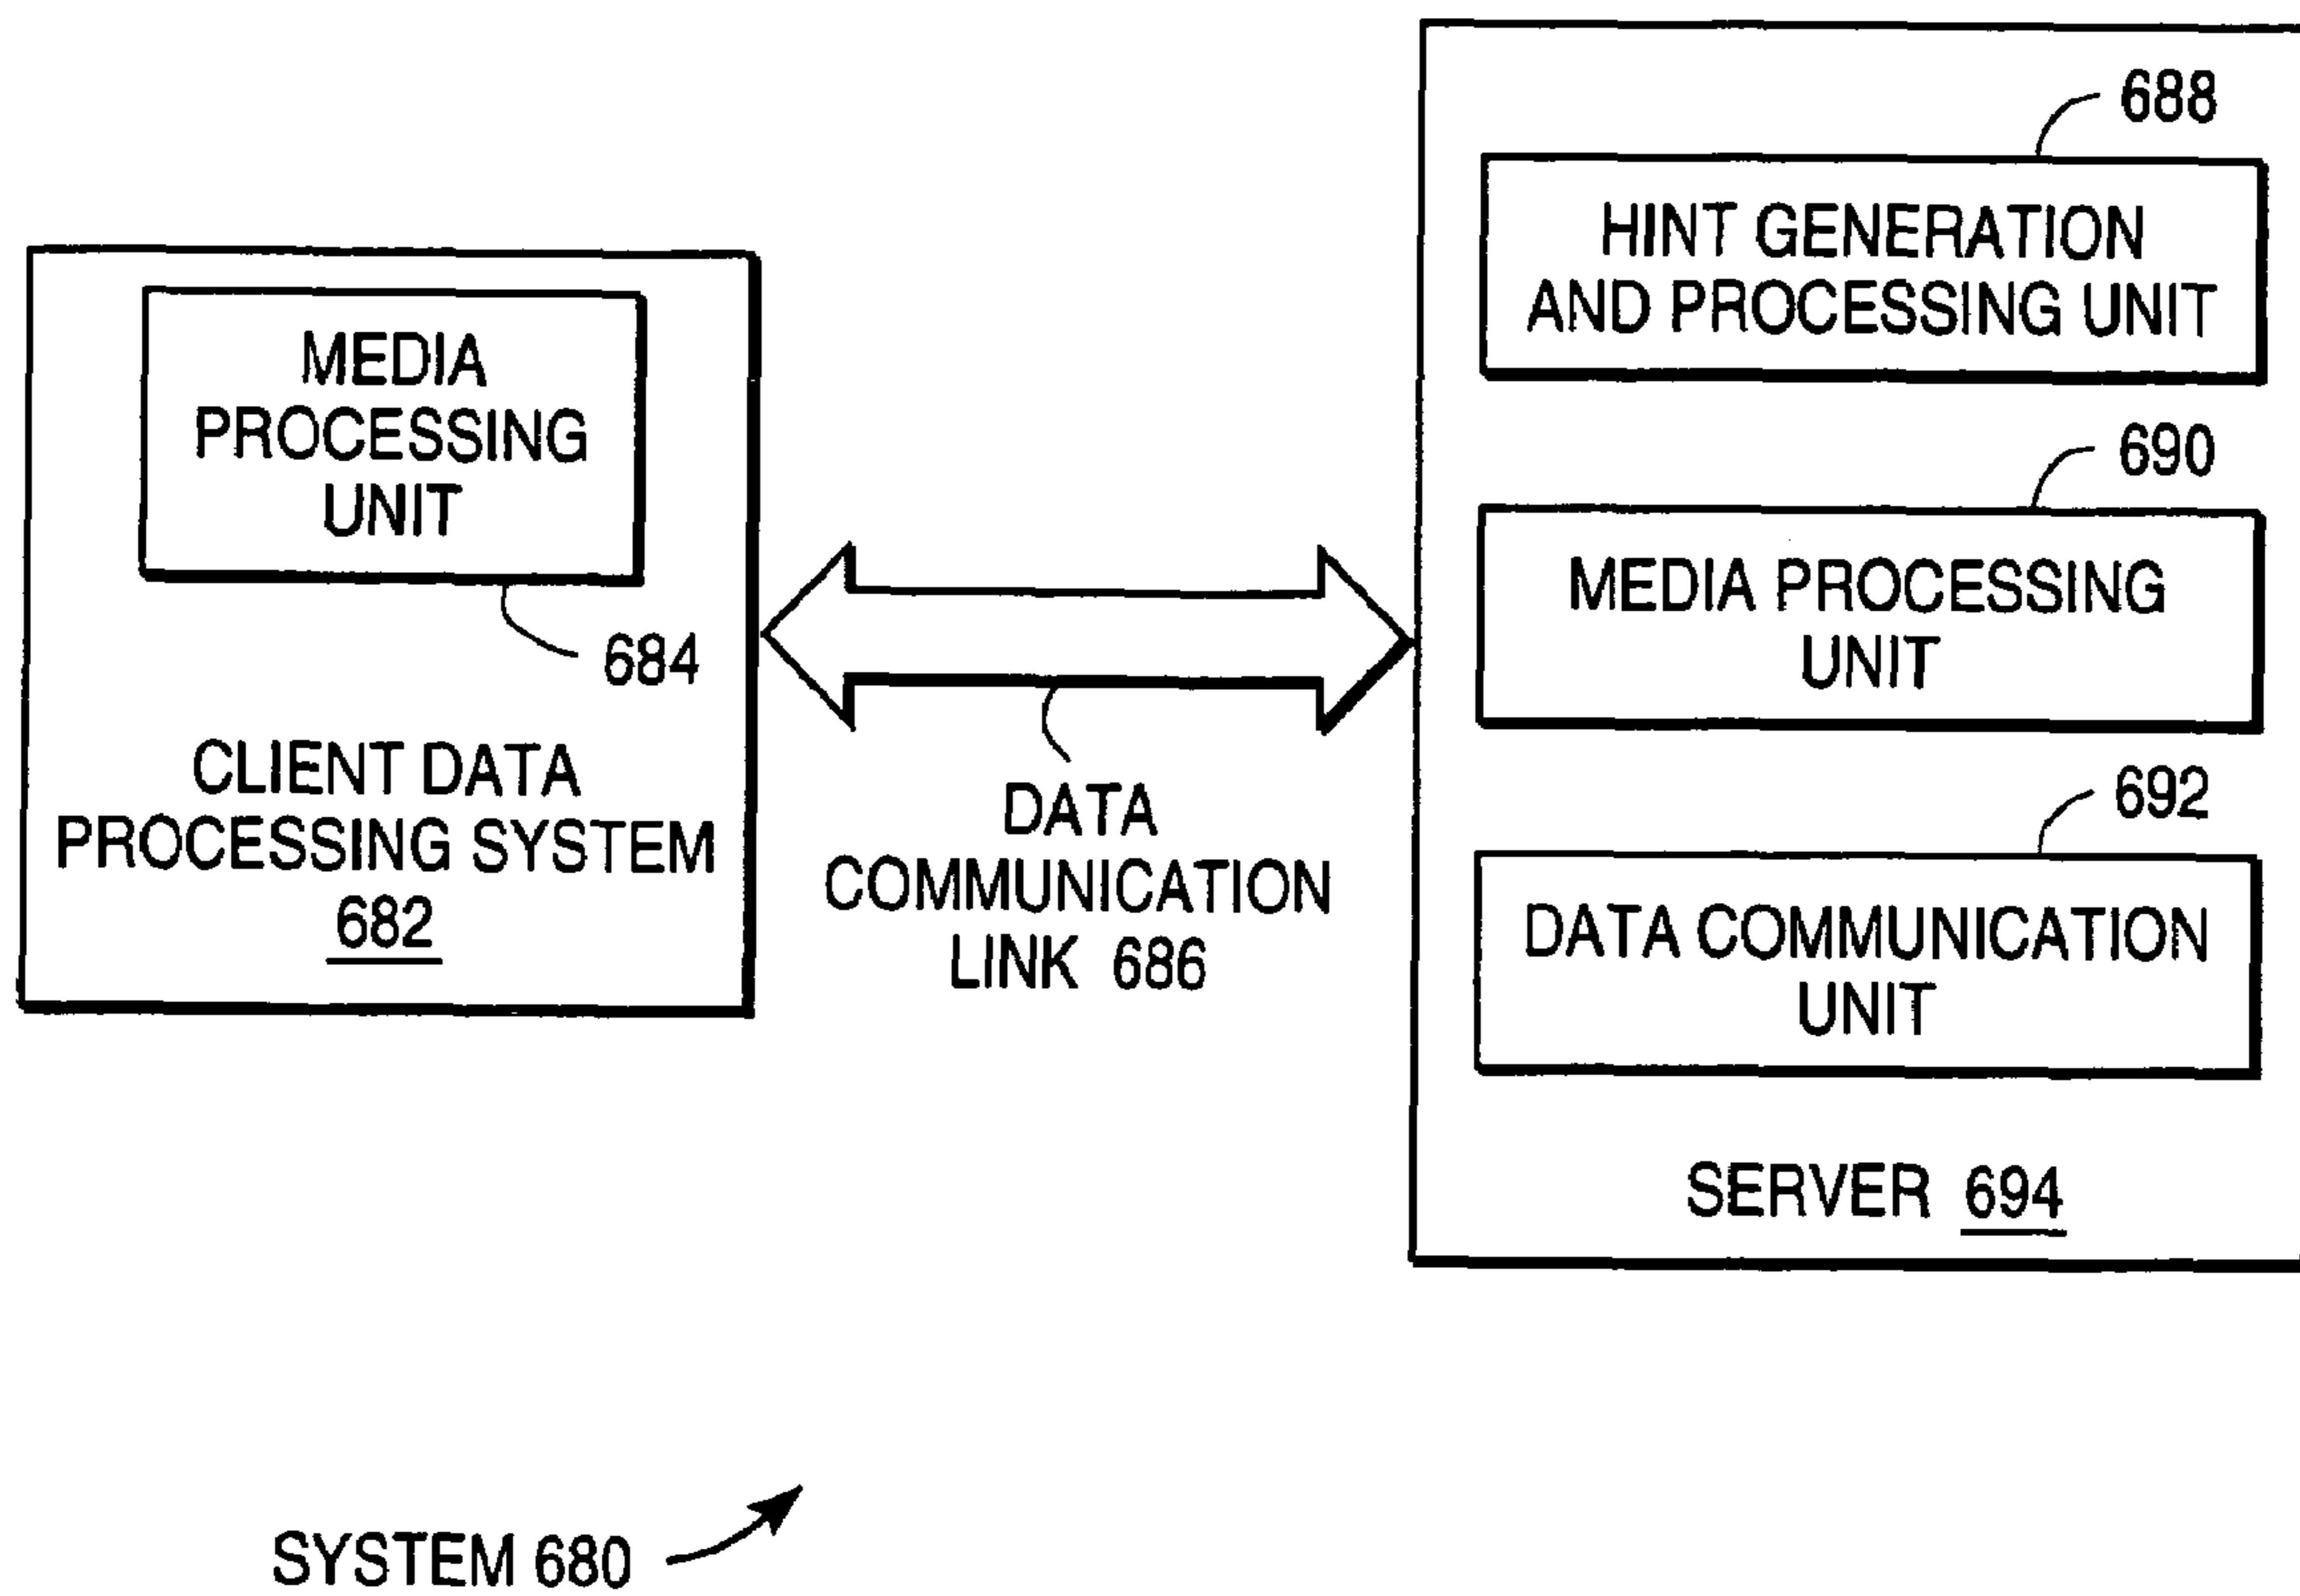 MEDIA
PROCESSING
UNIT
684
CLIENT DATA
PROCESSING SYSTEM
682
DATA
COMMUNICATION
LINK 686
688
HINT GENERATION
AND PROCESSING UNIT
690
MEDIA PROCESSING
UNIT
692
DATA COMMUNICATION
UNIT
SERVER 694
SYSTEM 680